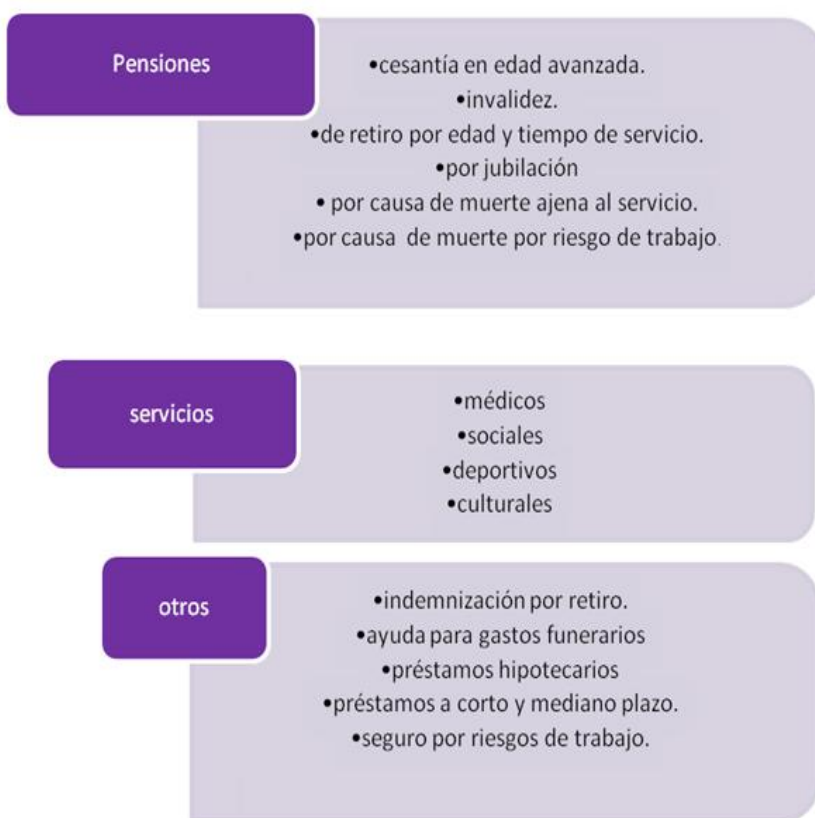 Pensiones
•cesantía en edad avanzada.
•invalidez.
•de retiro por edad y tiempo de servicio.
•por jubilación
• por causa de muerte ajena al servicio.
•por causa  de muerte por riesgo de trabajo.
servicios
•médicos
•sociales
•deportivos
•culturales
otros
•indemnización por retiro.
•ayuda para gastos funerarios
•préstamos hipotecarios
•préstamos a corto y mediano plazo.
•seguro por riesgos de trabajo.